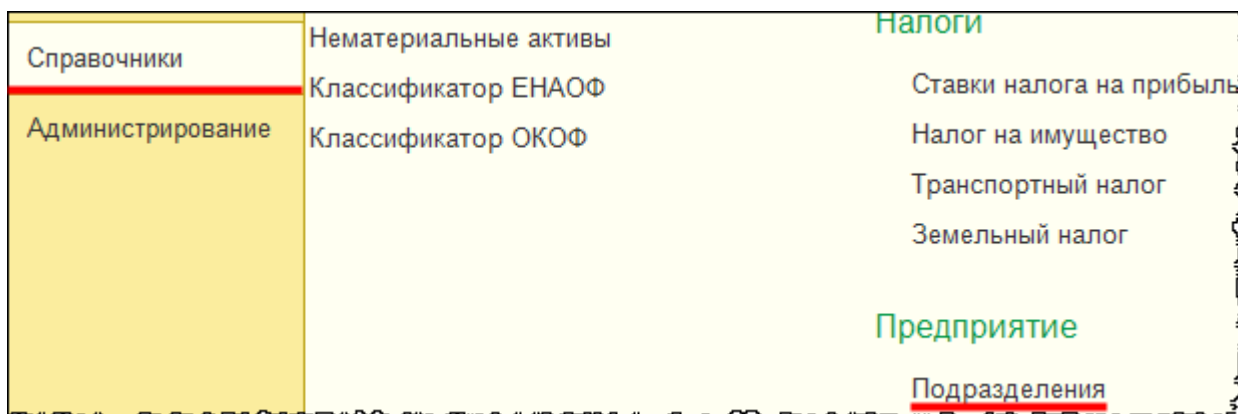 Справочники
Администрирование
Нематериальные активы
Классификатор ЕНАОФ
Классификатор ОКОФ
Налоги
Ставки налога на прибыль
Налог на имущество
Транспортный налог
Земельный налог
Предприятие
Подразделения